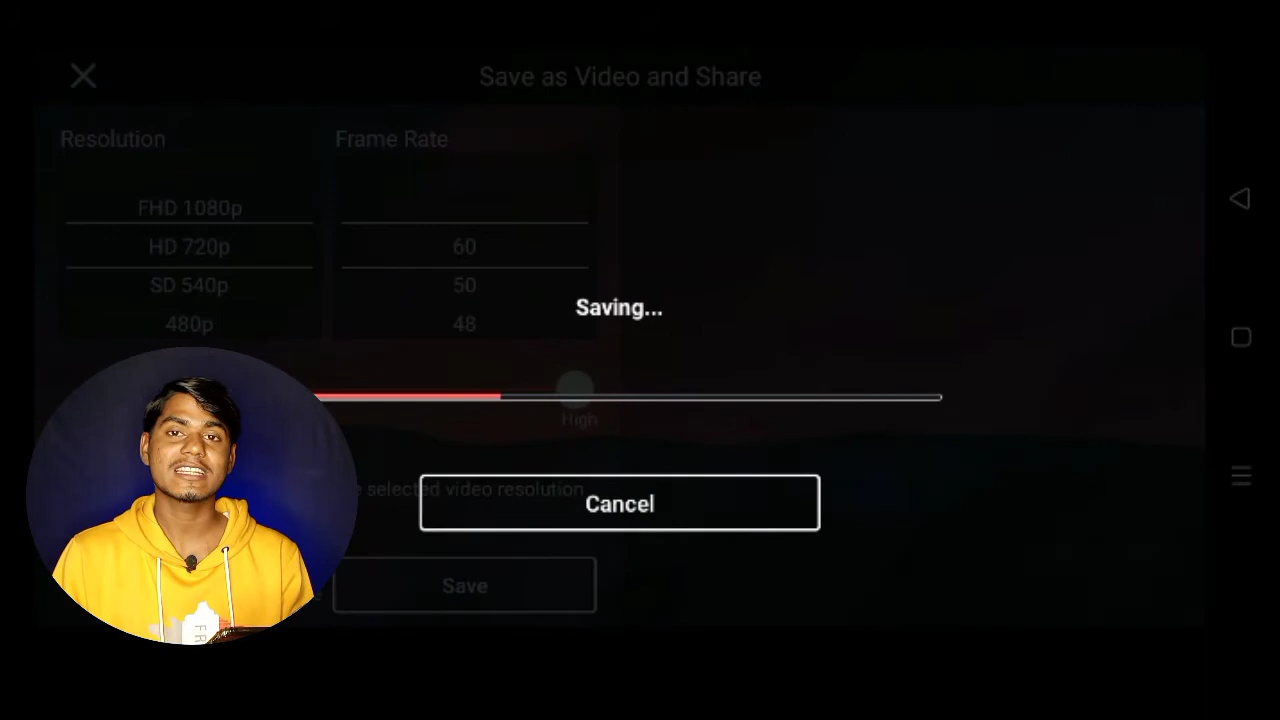 Save as Video and Share
Resolution
Frame Rate
FHD 1080p
HD 720p
60
SD 540p
50
480p
48
Saving...
High
selected video resolution
Cancel
Save
FR